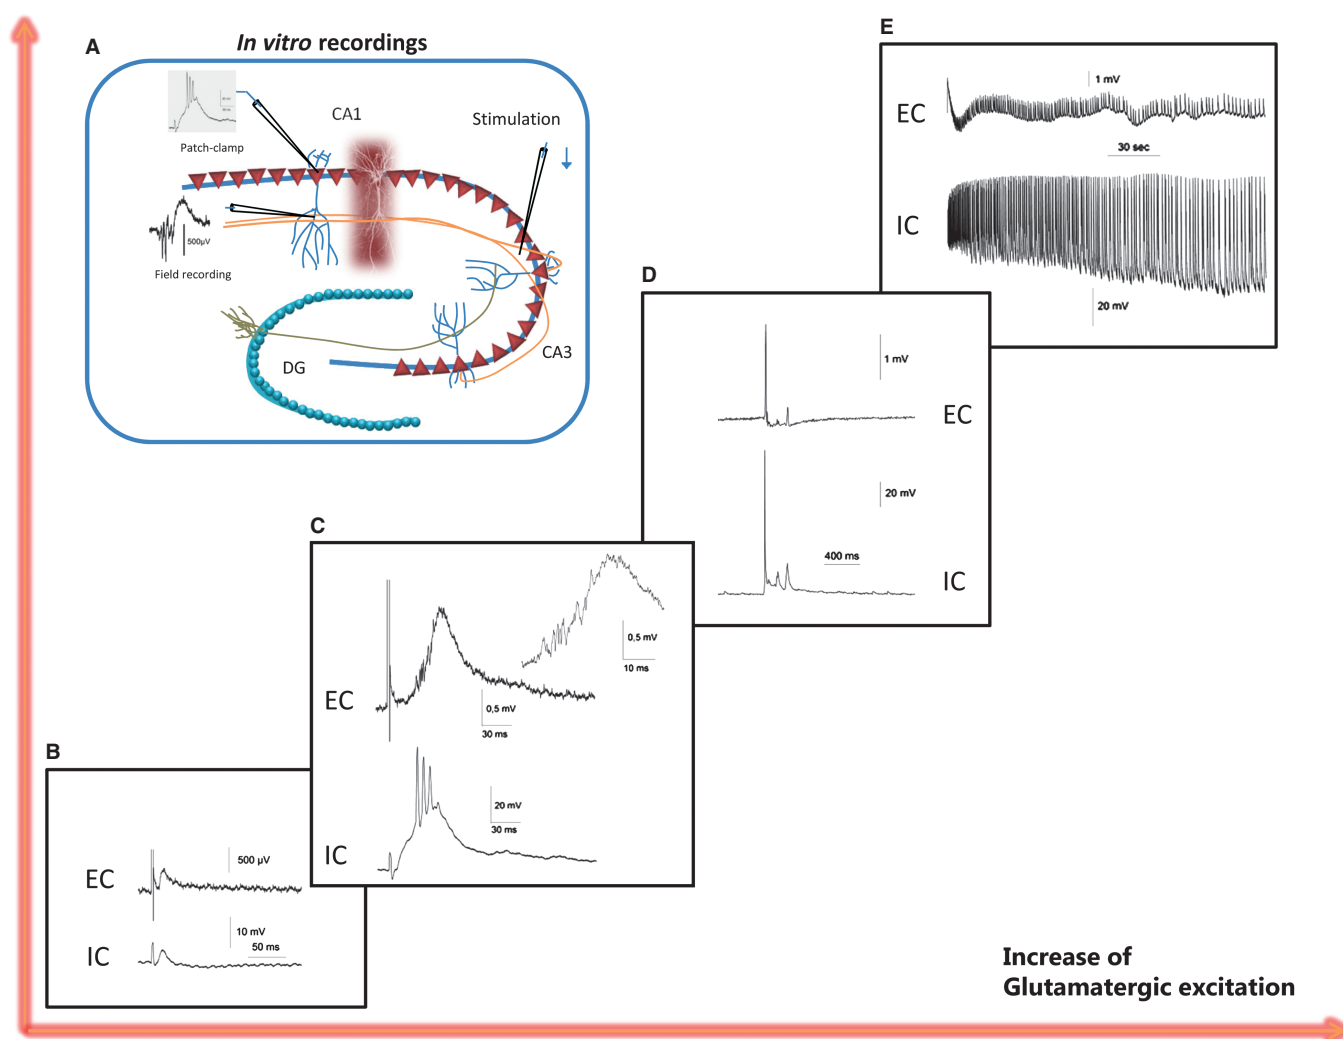 A
In vitro recordings
CA1
Stimulation
Patch-clamp
500µV
Field recording
DG
CA3
E
1 mV
EC
30 sec
IC
20 mV
D
1 mV
EC
20 mV
400 ms
IC
C
0,5 mV
10 ms
EC
0,5 mV
30 ms
20 mV
30 ms
IC
B
500 µV
EC
10 mV
50 ms
IC
Increase of
Glutamatergic excitation